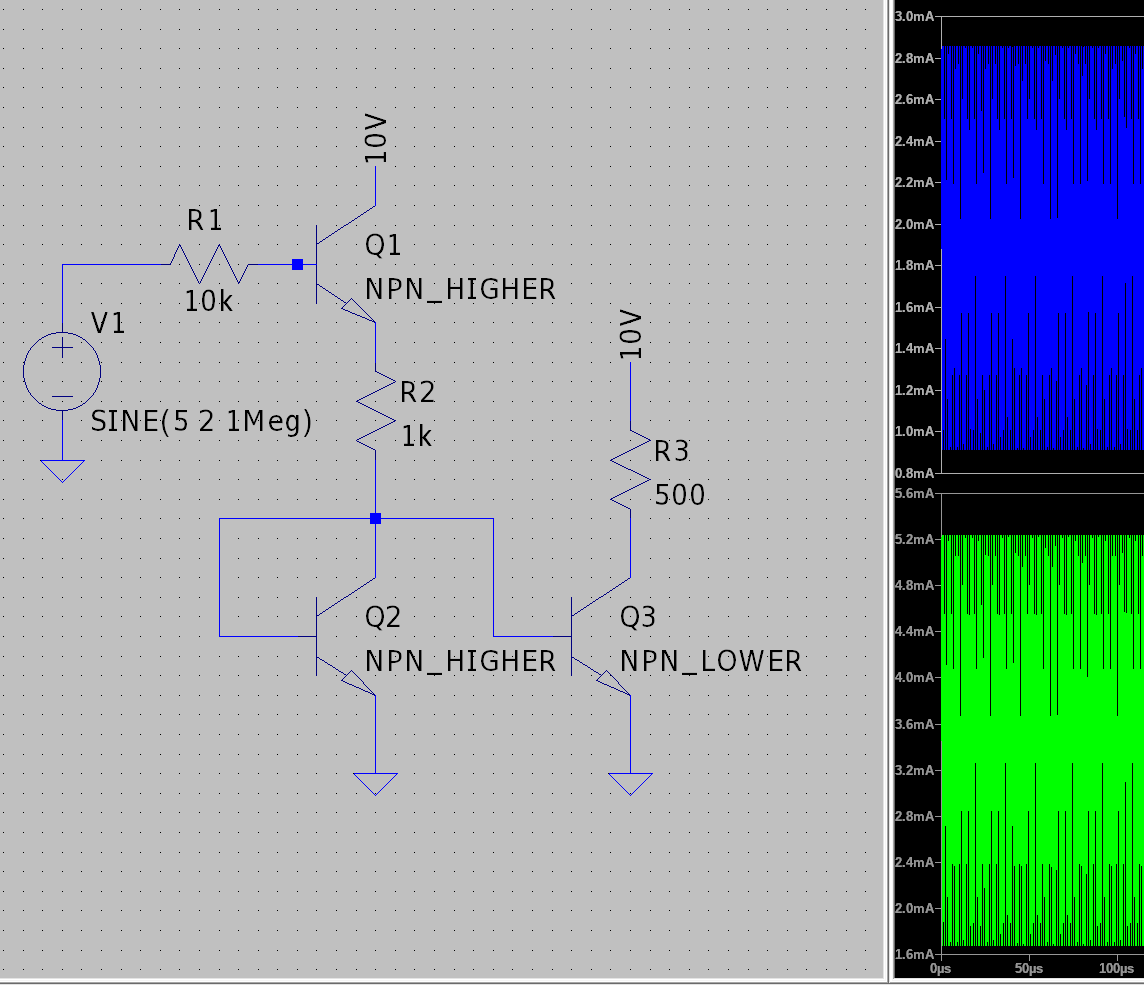 10V
R1
10k
Q1
NPN_HIGHER
V1
SINE(5 2 1Meg)
R2
1k
10V
R3
500
Q2
NPN_HIGHER
Q3
NPN_LOWER
3.0mA
2.8mA
2.6mA
2.4mA
2.2mA
2.0mA
1.8mA
1.6mA
1.4mA
1.2mA
1.0mA
0.8mA
5.6mA
5.2mA
4.8mA
4.4mA
4.0mA
3.6mA
3.2mA
2.8mA
2.4mA
2.0mA
1.6mA
0µs 50µs 100µs